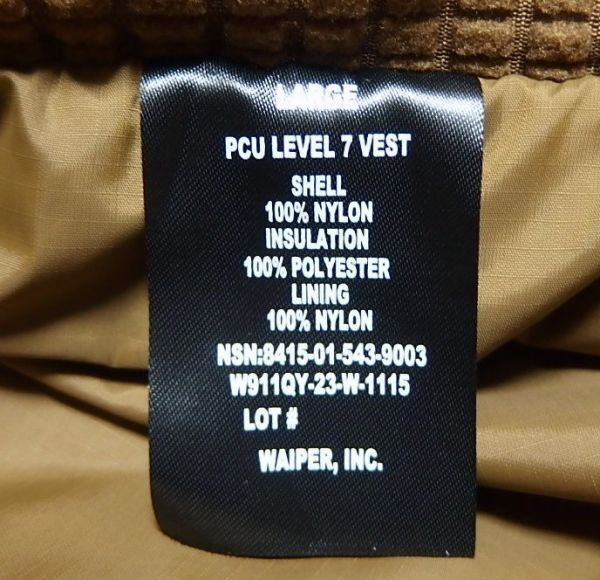 LARGE
PCU LEVEL 7 VEST
SHELL
100% NYLON
INSULATION
100% POLYESTER
LINING
100% NYLON
NSN:8415-01-543-9003
W911QY-23-W-1115
LOT #
WAIPER, INC.